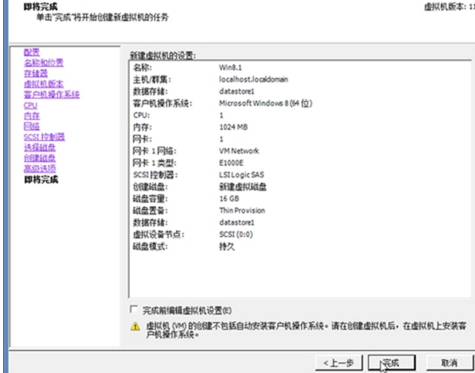 即将完成
单击"完成"将开始创建新虚拟机的任务
虚拟机版本: 11
配置
名称和位置
存储器
虚拟机版本
客户机操作系统
CPU
内存
网络
SCSI 控制器
选择磁盘
创建磁盘
高级选项
即将完成
新建虚拟机的设置:
名称: Win8.1
主机/群集: localhost.localdomain
数据存储: datastore1
客户机操作系统: Microsoft Windows 8 (64 位)
CPU: 1
内存: 1024 MB
网卡: 1
网卡 1 网络: VM Network
网卡 1 类型: E1000E
SCSI 控制器: LSI Logic SAS
创建磁盘: 新建虚拟磁盘
磁盘容量: 16 GB
磁盘置备: Thin Provision
数据存储: datastore1
虚拟设备节点: SCSI (0:0)
磁盘模式: 持久
完成前编辑虚拟机设置(E)
虚拟机 (VM) 的创建不包括自动安装客户机操作系统。请在创建虚拟机后，在虚拟机上安装客
户机操作系统。
<上一步 完成 取消